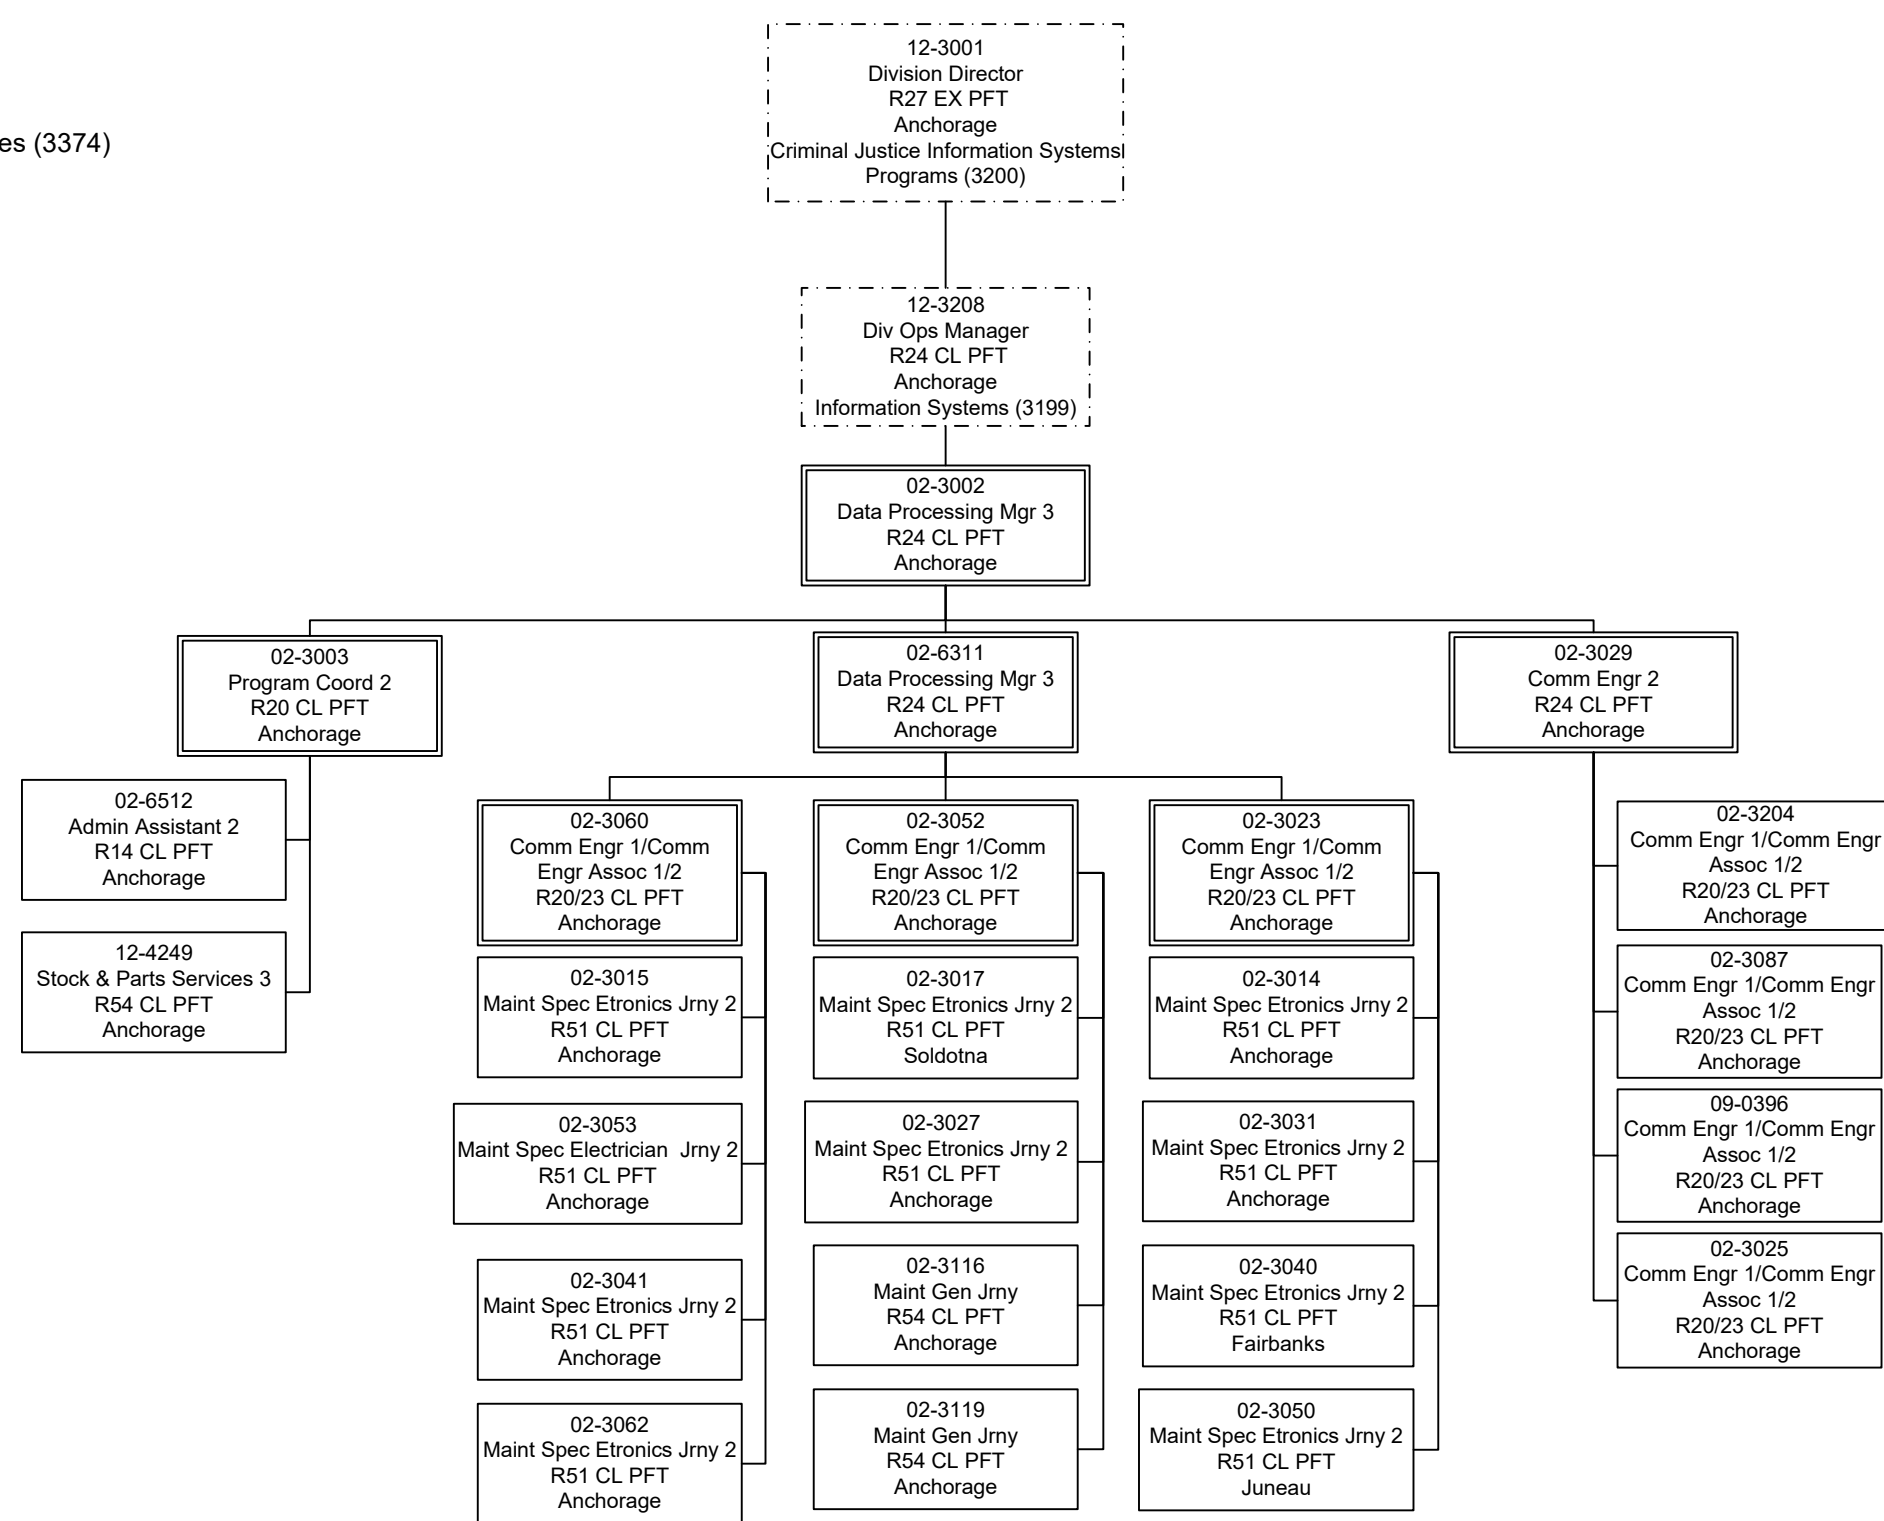 es (3374)
12-3001
Division Director
R27 EX PFT
Anchorage
Criminal Justice Information Systems
Programs (3200)
12-3208
Div Ops Manager
R24 CL PFT
Anchorage
Information Systems (3199)
02-3002
Data Processing Mgr 3
R24 CL PFT
Anchorage
02-3003
Program Coord 2
R20 CL PFT
Anchorage
02-6311
Data Processing Mgr 3
R24 CL PFT
Anchorage
02-3029
Comm Engr 2
R24 CL PFT
Anchorage
02-6512
Admin Assistant 2
R14 CL PFT
Anchorage
12-4249
Stock & Parts Services 3
R54 CL PFT
Anchorage
02-3060
Comm Engr 1/Comm
Engr Assoc 1/2
R20/23 CL PFT
Anchorage
02-3015
Maint Spec Etronics Jrny 2
R51 CL PFT
Anchorage
02-3053
Maint Spec Electrician  Jrny 2
R51 CL PFT
Anchorage
02-3041
Maint Spec Etronics Jrny 2
R51 CL PFT
Anchorage
02-3062
Maint Spec Etronics Jrny 2
R51 CL PFT
Anchorage
02-3052
Comm Engr 1/Comm
Engr Assoc 1/2
R20/23 CL PFT
Anchorage
02-3017
Maint Spec Etronics Jrny 2
R51 CL PFT
Soldotna
02-3027
Maint Spec Etronics Jrny 2
R51 CL PFT
Anchorage
02-3116
Maint Gen Jrny
R54 CL PFT
Anchorage
02-3119
Maint Gen Jrny
R54 CL PFT
Anchorage
02-3023
Comm Engr 1/Comm
Engr Assoc 1/2
R20/23 CL PFT
Anchorage
02-3014
Maint Spec Etronics Jrny 2
R51 CL PFT
Anchorage
02-3031
Maint Spec Etronics Jrny 2
R51 CL PFT
Anchorage
02-3040
Maint Spec Etronics Jrny 2
R51 CL PFT
Fairbanks
02-3050
Maint Spec Etronics Jrny 2
R51 CL PFT
Juneau
02-3204
Comm Engr 1/Comm Engr
Assoc 1/2
R20/23 CL PFT
Anchorage
02-3087
Comm Engr 1/Comm Engr
Assoc 1/2
R20/23 CL PFT
Anchorage
09-0396
Comm Engr 1/Comm Engr
Assoc 1/2
R20/23 CL PFT
Anchorage
02-3025
Comm Engr 1/Comm Engr
Assoc 1/2
R20/23 CL PFT
Anchorage